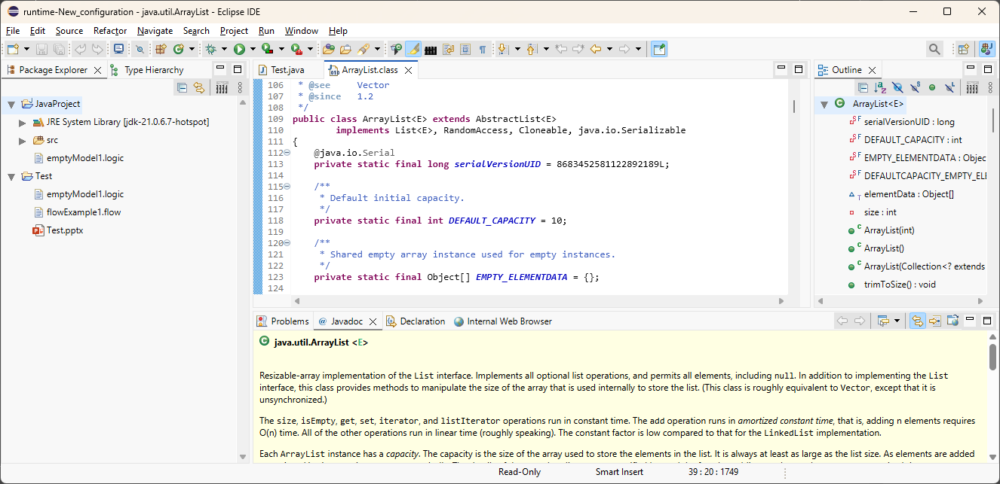 runtime-New_configuration - java.util.ArrayList - Eclipse IDE
File Edit Source Refactor Navigate Search Project Run Window Help
Package Explorer Type Hierarchy
JavaProject
JRE System Library [jdk-21.0.6.7-hotspot]
src
emptyModel1.logic
Test
emptyModel1.logic
flowExample1.flow
Test.pptx
Test.java ArrayList.class
106 * @see Vector
107 * @since 1.2
108 */
109 public class ArrayList<E> extends AbstractList<E>
110 implements List<E>, RandomAccess, Cloneable, java.io.Serializable
111 {
112 @java.io.Serial
113 private static final long serialVersionUID = 8683452581122892189L;
114
115 /**
116 * Default initial capacity.
117 */
118 private static final int DEFAULT_CAPACITY = 10;
119
120 /**
121 * Shared empty array instance used for empty instances.
122 */
123 private static final Object[] EMPTY_ELEMENTDATA = {};
124
Outline
ArrayList<E>
serialVersionUID : long
DEFAULT_CAPACITY : int
EMPTY_ELEMENTDATA : Objec
DEFAULTCAPACITY_EMPTY_ELE
elementData : Object[]
size : int
ArrayList(int)
ArrayList()
ArrayList(Collection<? extends
trimToSize() : void
Problems @ Javadoc Declaration Internal Web Browser
java.util.ArrayList <E>
Resizable-array implementation of the List interface. Implements all optional list operations, and permits all elements, including null. In addition to implementing the List
interface, this class provides methods to manipulate the size of the array that is used internally to store the list. (This class is roughly equivalent to Vector, except that it is
unsynchronized.)
The size, isEmpty, get, set, iterator, and listIterator operations run in constant time. The add operation runs in amortized constant time, that is, adding n elements requires
O(n) time. All of the other operations run in linear time (roughly speaking). The constant factor is low compared to that for the LinkedList implementation.
Each ArrayList instance has a capacity. The capacity is the size of the array used to store the elements in the list. It is always at least as large as the list size. As elements are added
Read-Only Smart Insert 39 : 20 : 1749